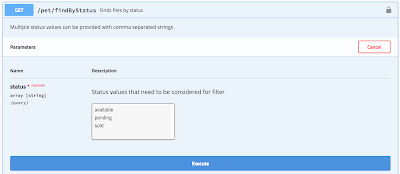 GET /pet/findByStatus Finds Pets by status
Multiple status values can be provided with comma separated strings
Parameters Cancel
Name Description
status * required
array [string]
(query)
Status values that need to be considered for filter
available
pending
sold
Execute